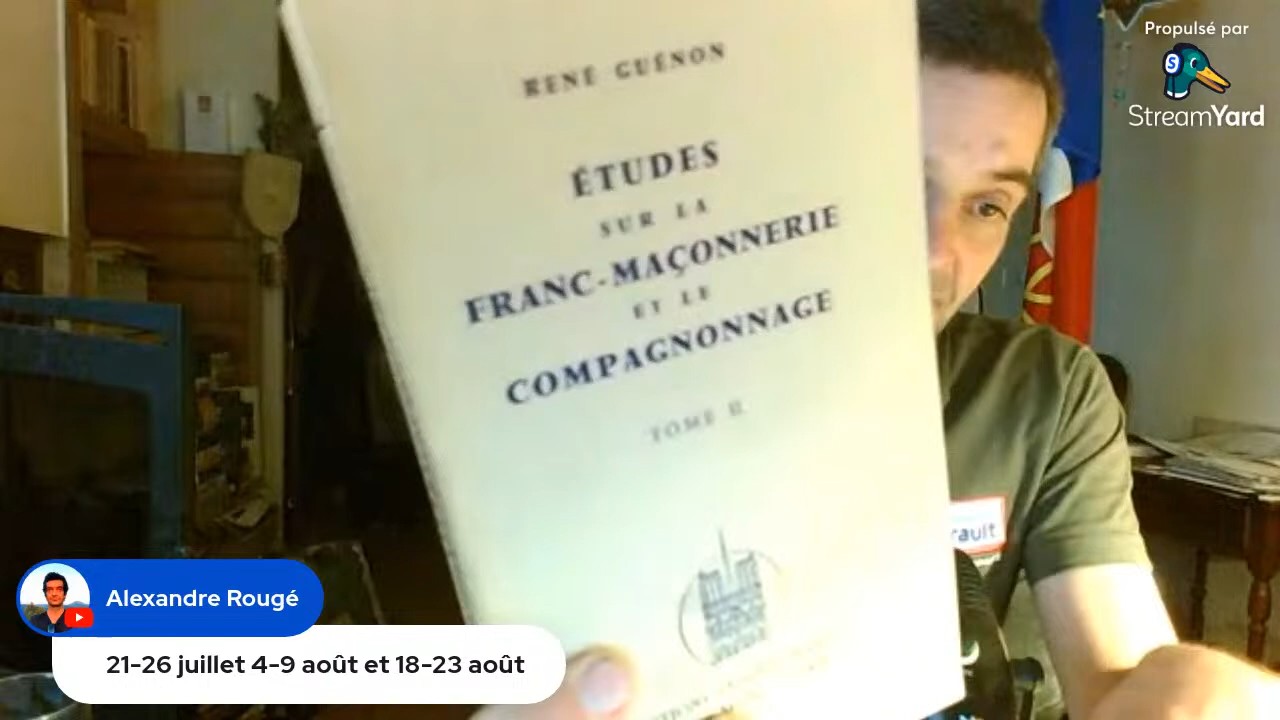 Propulsé par
StreamYard
RENÉ GUÉNON
ÉTUDES
SUR LA
FRANC-MAÇONNERIE
ET LE
COMPAGNONNAGE
TOME II
rault
Alexandre Rougé
21-26 juillet 4-9 août et 18-23 août